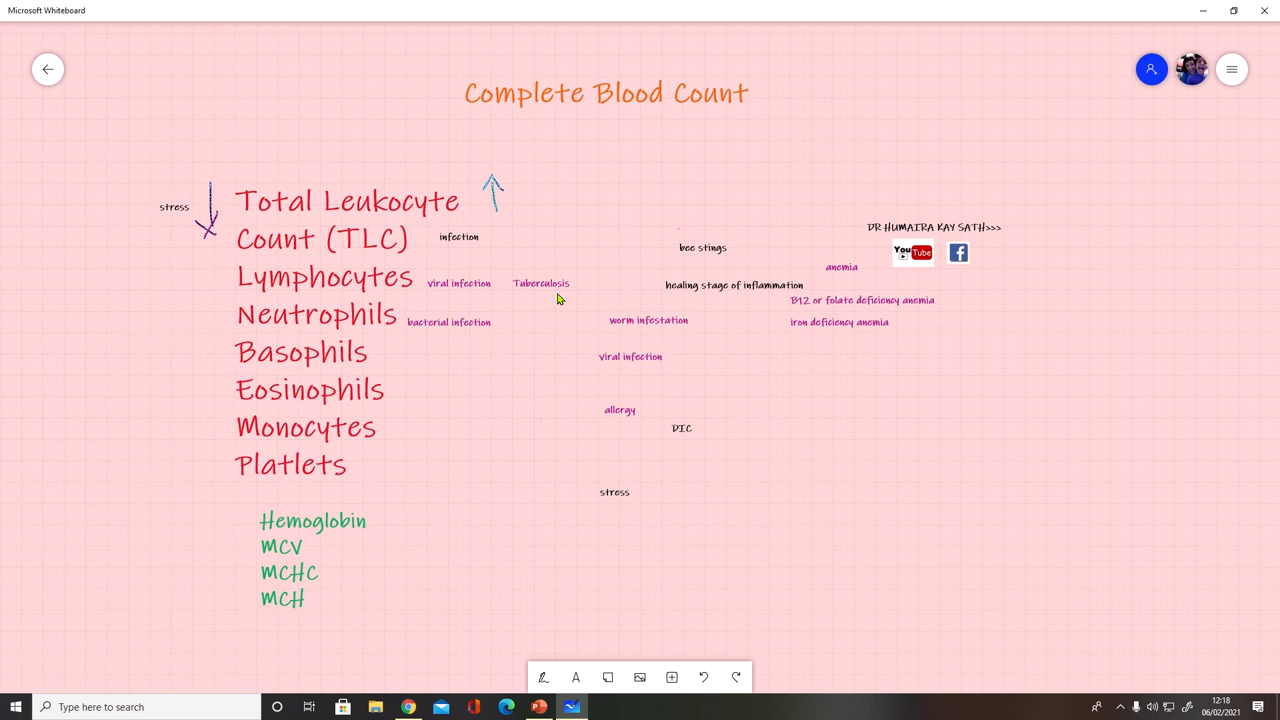 Microsoft Whiteboard
Complete Blood Count
stress
Total Leukocyte
Count (TLC)
infection
Lymphocytes
viral infection
Tuberculosis
Neutrophils
bacterial infection
Basophils
Eosinophils
Monocytes
Platlets
bee stings
healing stage of inflammation
worm infestation
viral infection
allergy
DIC
stress
DR HUMAIRA KAY SATH>>>
You Tube
f
anemia
B12 or folate deficiency anemia
iron deficiency anemia
Hemoglobin
MCV
MCHC
MCH
A
Type here to search
12:18
06/02/2021